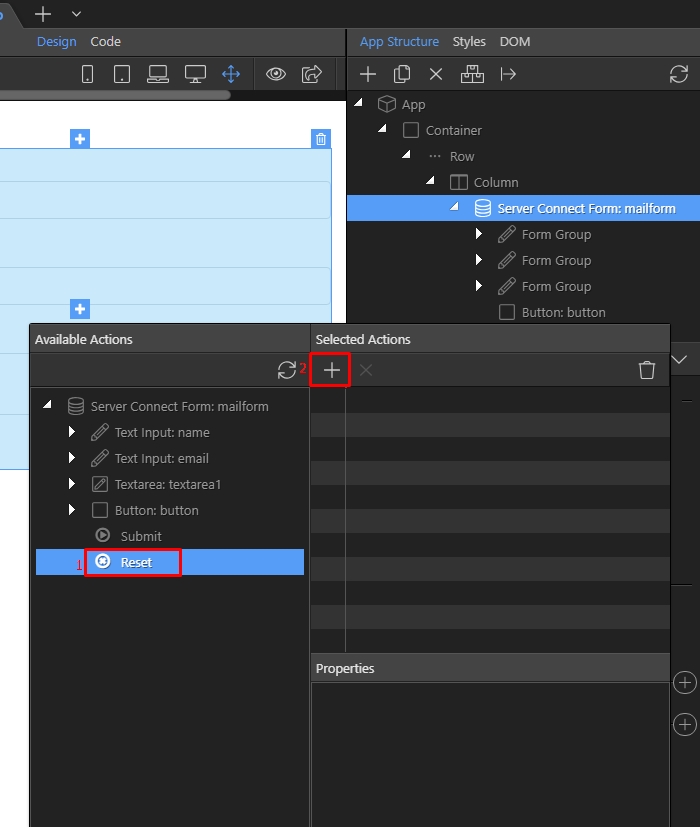 Design Code
App Structure Styles DOM
App
Container
Row
Column
Server Connect Form: mailform
Form Group
Form Group
Form Group
Button: button
Available Actions
Selected Actions
2
Server Connect Form: mailform
Text Input: name
Text Input: email
Textarea: textarea1
Button: button
Submit
1 Reset
Properties